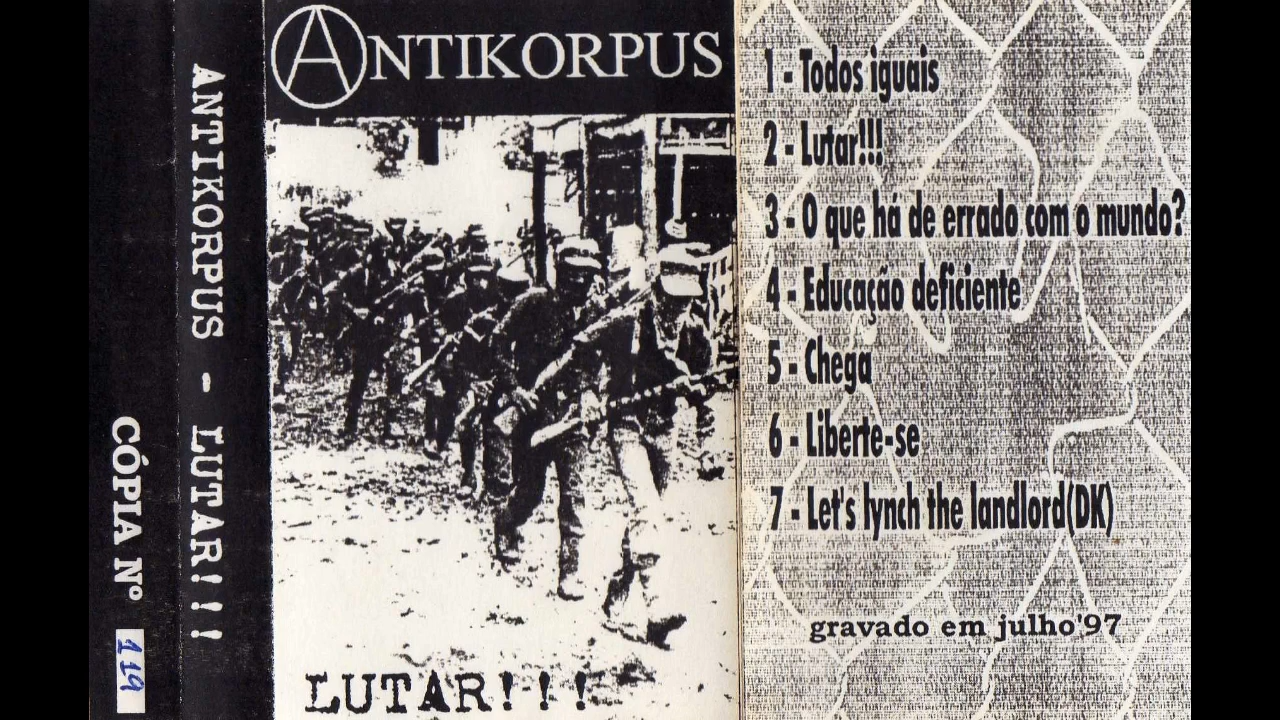 CÓPIA Nº 119
ANTIKORPUS - LUTAR!!
ANTIKORPUS
LUTAR!!!
1 - Todos iguais
2 - Lutar!!!
3 - O que há de errado com o mundo?
4 - Educação deficiente
5 - Chega
6 - Liberte-se
7 - Let's lynch the landlord(DK)
gravado em julho'97